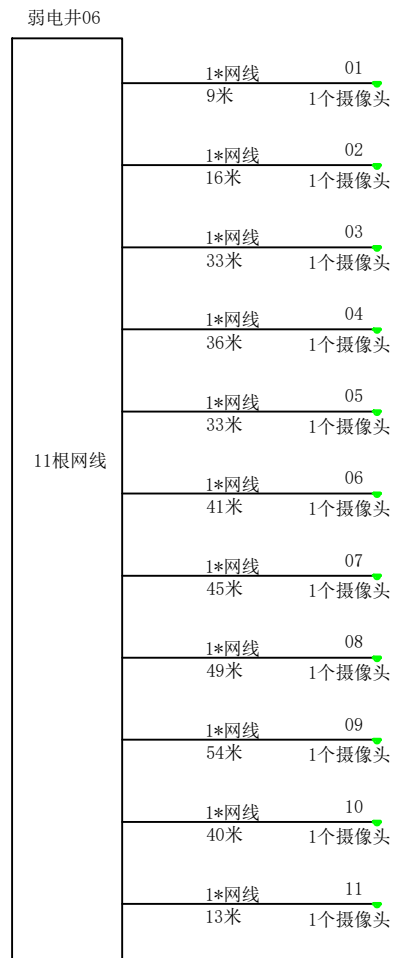 弱电井06
1*网线 01
9米 1个摄像头
1*网线 02
16米 1个摄像头
1*网线 03
33米 1个摄像头
1*网线 04
36米 1个摄像头
1*网线 05
33米 1个摄像头
11根网线
1*网线 06
41米 1个摄像头
1*网线 07
45米 1个摄像头
1*网线 08
49米 1个摄像头
1*网线 09
54米 1个摄像头
1*网线 10
40米 1个摄像头
1*网线 11
13米 1个摄像头